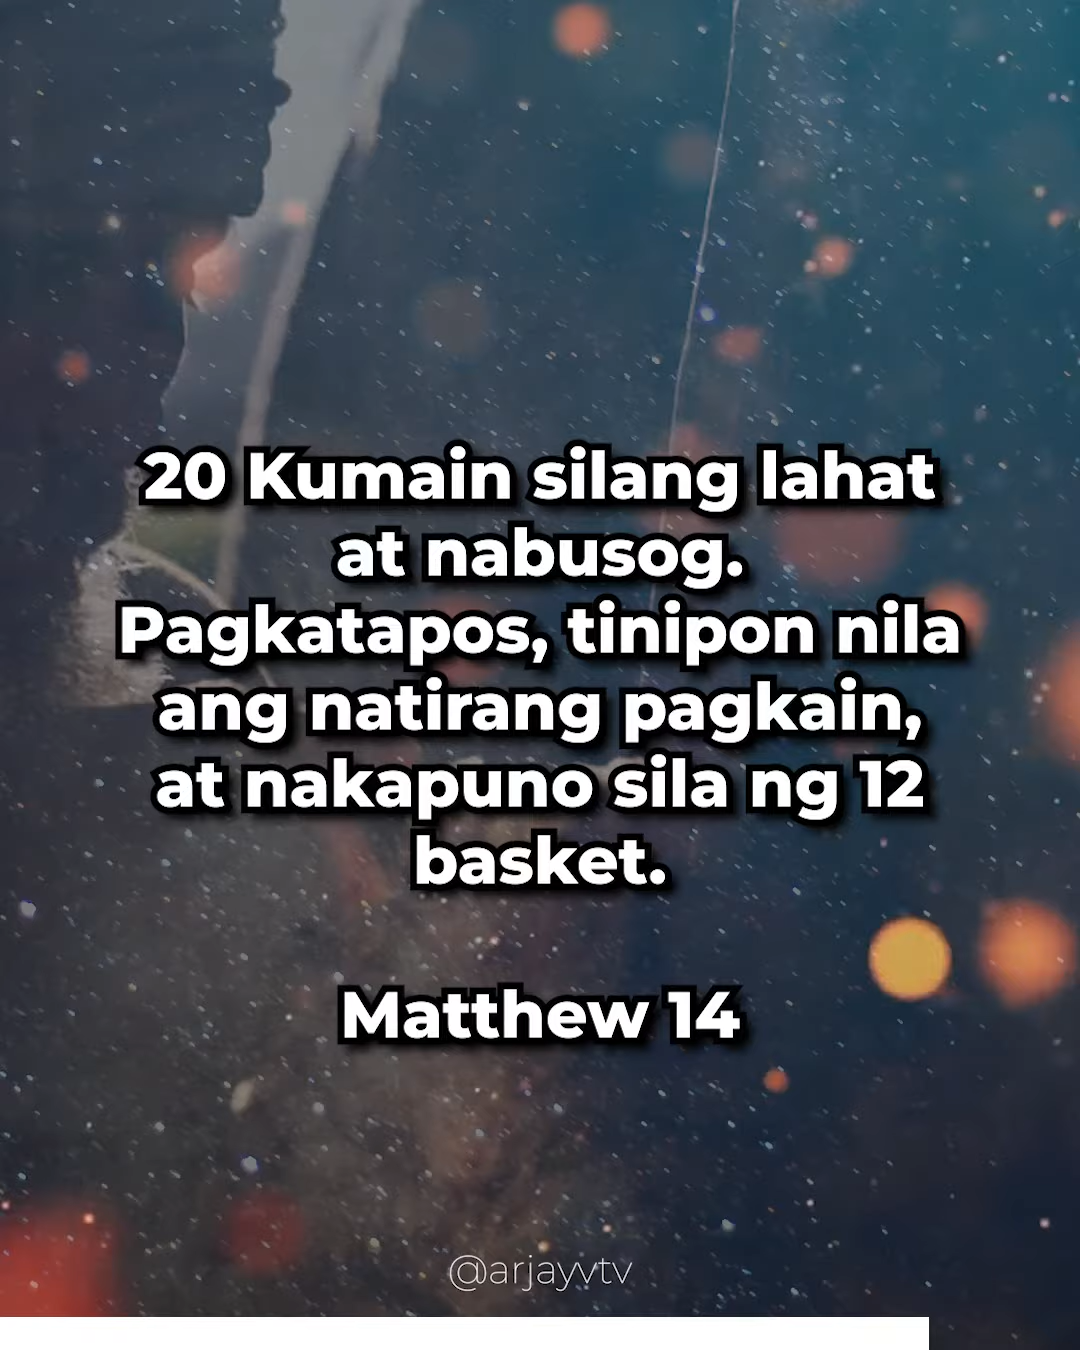 20 Kumain silang lahat
at nabusog.
Pagkatapos, tinipon nila
ang natirang pagkain,
at nakapuno sila ng 12
basket.
Matthew 14
@arjayvtv